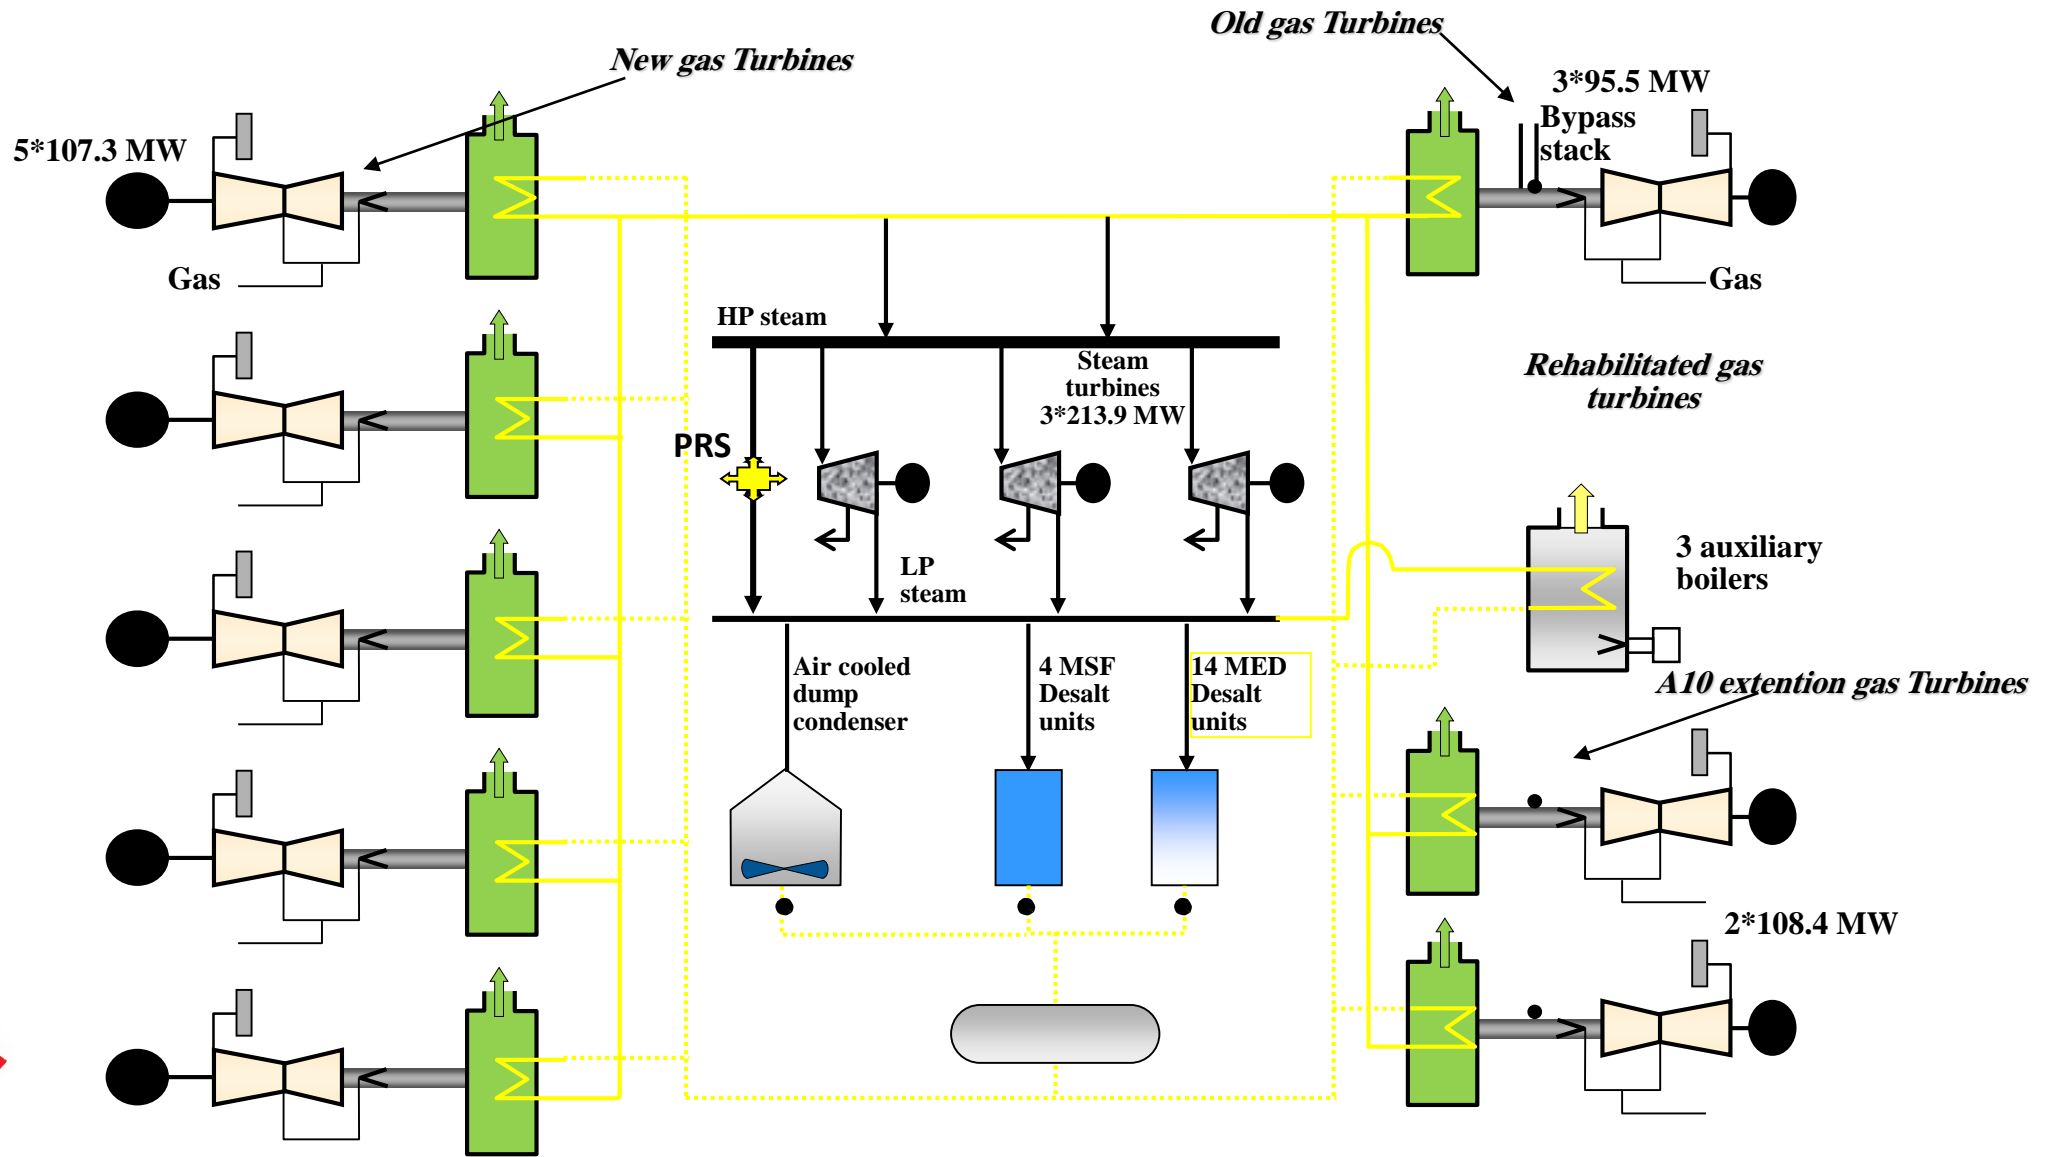 Old gas Turbines
New gas Turbines
3*95.5 MW
Bypass
stack
5*107.3 MW
Gas
Gas
HP steam
Steam
turbines
3*213.9 MW
Rehabilitated gas
turbines
PRS
LP
steam
3 auxiliary
boilers
Air cooled
dump
condenser
4 MSF
Desalt
units
14 MED
Desalt
units
A10 extention gas Turbines
2*108.4 MW